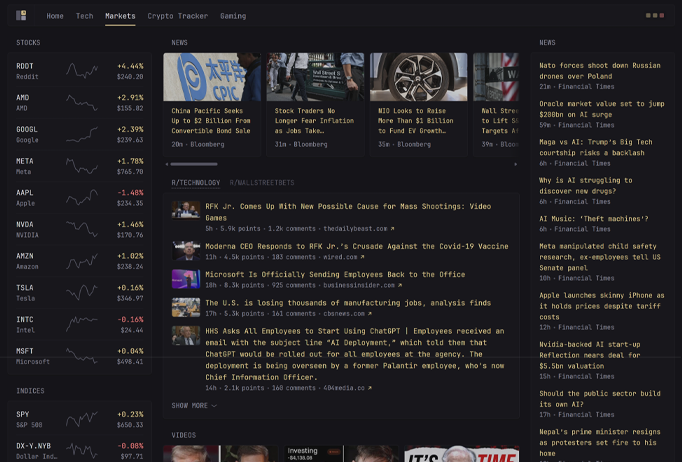 Home Tech Markets Crypto Tracker Gaming
STOCKS
RDDT +4.44%
Reddit $240.20
AMD +2.91%
AMD $155.82
GOOGL +2.39%
Google $239.63
META +1.78%
Meta $765.70
AAPL -1.48%
Apple $234.35
NVDA +1.46%
NVIDIA $170.76
AMZN +1.02%
Amazon $238.24
TSLA +0.16%
Tesla $346.97
INTC -0.16%
Intel $24.44
MSFT +0.04%
Microsoft $498.41
INDICES
SPY +0.23%
S&P 500 $650.33
DX-Y.NYB -0.08%
Dollar Ind… $97.71
NEWS
太平洋
CPIC
China Pacific Seeks
Up to $2 Billion From
Convertible Bond Sale
20m · Bloomberg
Wall Street
Stock Traders No
Longer Fear Inflation
as Jobs Take…
31m · Bloomberg
NIO Looks to Raise
More Than $1 Billion
to Fund EV Growth…
35m · Bloomberg
Wall Stre
to Lift S&
Targets A
39m · Bloo
R/TECHNOLOGY R/WALLSTREETBETS
RFK Jr. Comes Up With New Possible Cause for Mass Shootings: Video
Games
5h · 5.9k points · 1.2k comments · thedailybeast.com ↗
Moderna CEO Responds to RFK Jr.'s Crusade Against the Covid-19 Vaccine
11h · 4.5k points · 183 comments · wired.com ↗
Microsoft Is Officially Sending Employees Back to the Office
18h · 8.3k points · 925 comments · businessinsider.com ↗
The U.S. is losing thousands of manufacturing jobs, analysis finds
17h · 5.3k points · 161 comments · cbsnews.com ↗
HHS Asks All Employees to Start Using ChatGPT | Employees received an
email with the subject line “AI Deployment,” which told them that
ChatGPT would be rolled out for all employees at the agency. The
deployment is being overseen by a former Palantir employee, who's now
Chief Information Officer.
14h · 2.1k points · 160 comments · 404media.co ↗
SHOW MORE
VIDEOS
Investing
-$4,130.09
IT'S TIME
NEWS
Nato forces shoot down Russian
drones over Poland
21m · Financial Times
Oracle market value set to jump
$200bn on AI surge
59m · Financial Times
Maga vs AI: Trump's Big Tech
courtship risks a backlash
6h · Financial Times
Why is AI struggling to
discover new drugs?
6h · Financial Times
AI Music: 'Theft machines'?
6h · Financial Times
Meta manipulated child safety
research, ex-employees tell US
Senate panel
10h · Financial Times
Apple launches skinny iPhone as
it holds prices despite tariff
costs
12h · Financial Times
Nvidia-backed AI start-up
Reflection nears deal for
$5.5bn valuation
15h · Financial Times
Should the public sector build
its own AI?
17h · Financial Times
Nepal's prime minister resigns
as protesters set fire to his
home